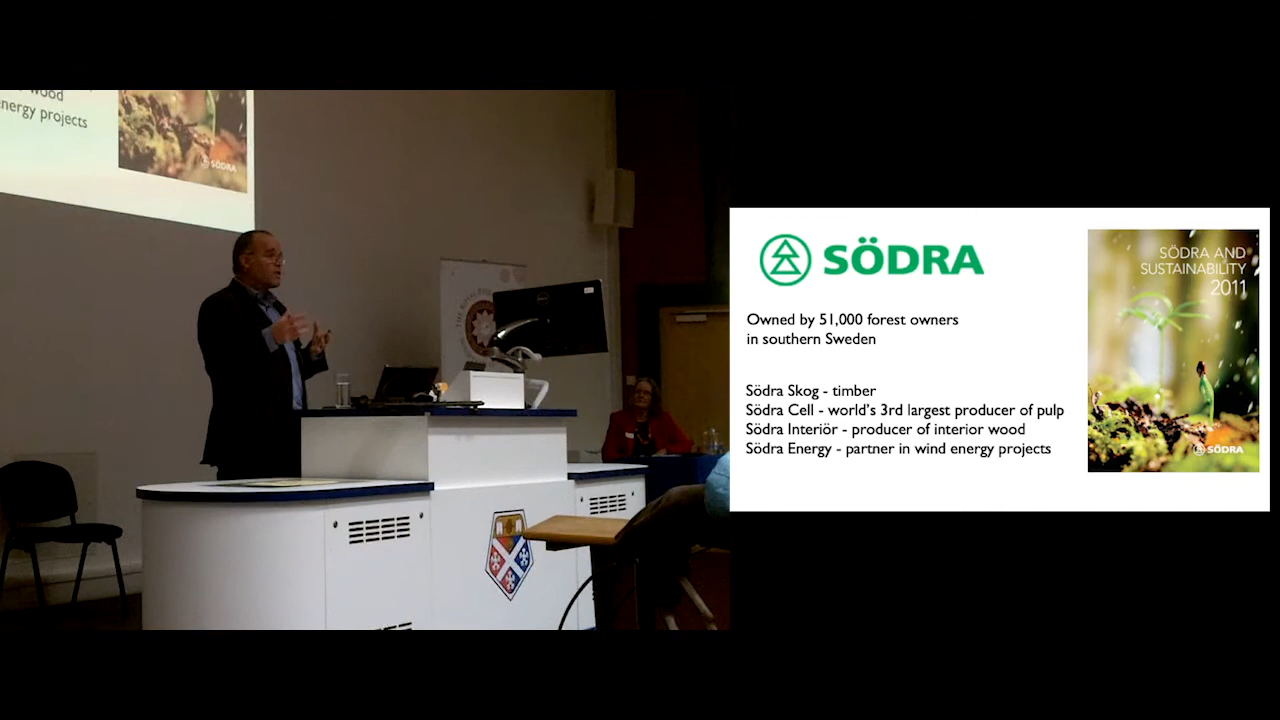 wood
energy projects
SÖDRA
SÖDRA
Owned by 51,000 forest owners
in southern Sweden
Södra Skog - timber
Södra Cell - world's 3rd largest producer of pulp
Södra Interiör - producer of interior wood
Södra Energy - partner in wind energy projects
SÖDRA AND
SUSTAINABILITY
2011
SÖDRA